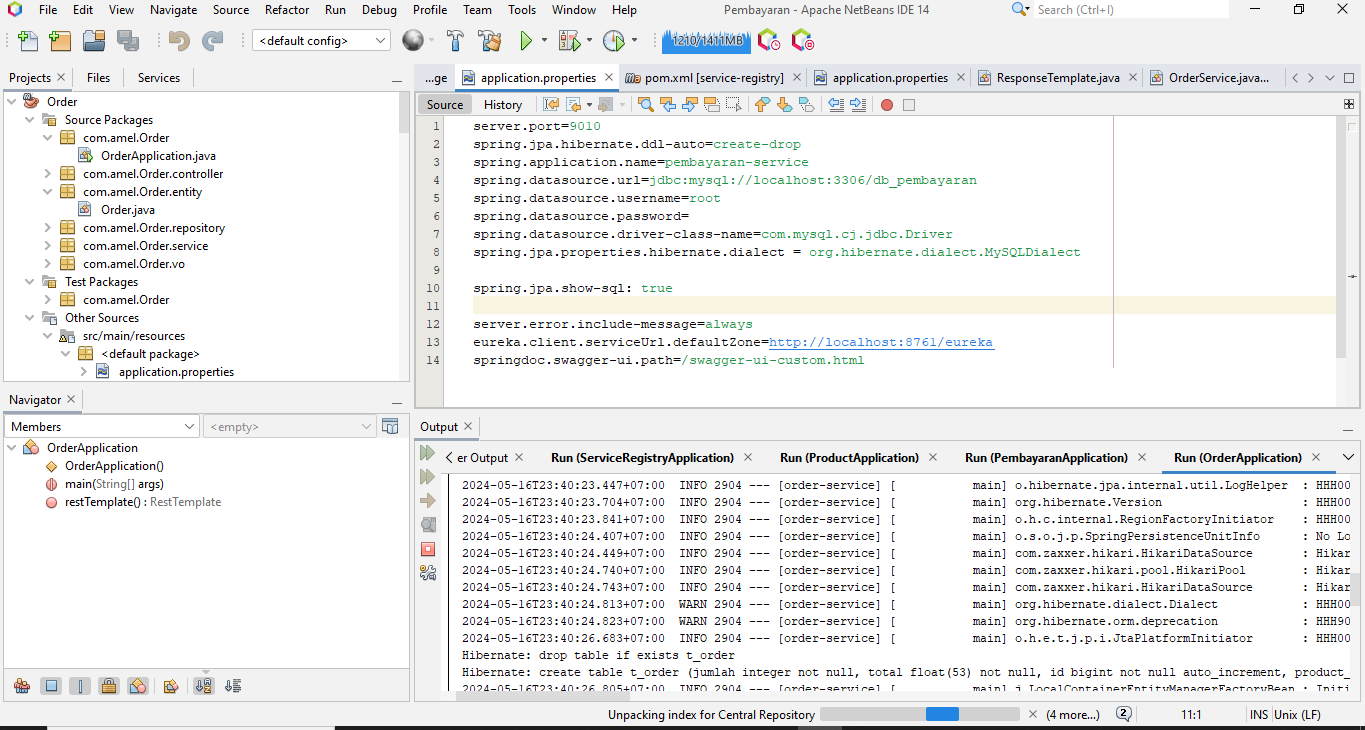 File Edit View Navigate Source Refactor Run Debug Profile Team Tools Window Help Pembayaran - Apache NetBeans IDE 14 Search (Ctrl+I)
<default config> 1210/1411MB
Projects Files Services
Order
Source Packages
com.amel.Order
OrderApplication.java
com.amel.Order.controller
com.amel.Order.entity
Order.java
com.amel.Order.repository
com.amel.Order.service
com.amel.Order.vo
Test Packages
com.amel.Order
Other Sources
src/main/resources
<default package>
application.properties
Navigator
Members <empty>
OrderApplication
OrderApplication()
main(String[] args)
restTemplate() : RestTemplate
...ge application.properties pom.xml [service-registry] application.properties ResponseTemplate.java OrderService.java...
Source History
1 server.port=9010
2 spring.jpa.hibernate.ddl-auto=create-drop
3 spring.application.name=pembayaran-service
4 spring.datasource.url=jdbc:mysql://localhost:3306/db_pembayaran
5 spring.datasource.username=root
6 spring.datasource.password=
7 spring.datasource.driver-class-name=com.mysql.cj.jdbc.Driver
8 spring.jpa.properties.hibernate.dialect = org.hibernate.dialect.MySQLDialect
9
10 spring.jpa.show-sql: true
11
12 server.error.include-message=always
13 eureka.client.serviceUrl.defaultZone=http://localhost:8761/eureka
14 springdoc.swagger-ui.path=/swagger-ui-custom.html
Output
er Output Run (ServiceRegistryApplication) Run (ProductApplication) Run (PembayaranApplication) Run (OrderApplication)
2024-05-16T23:40:23.447+07:00 INFO 2904 --- [order-service] [ main] o.hibernate.jpa.internal.util.LogHelper : HHH00
2024-05-16T23:40:23.704+07:00 INFO 2904 --- [order-service] [ main] org.hibernate.Version : HHH00
2024-05-16T23:40:23.841+07:00 INFO 2904 --- [order-service] [ main] o.h.c.internal.RegionFactoryInitiator : HHH00
2024-05-16T23:40:24.407+07:00 INFO 2904 --- [order-service] [ main] o.s.o.j.p.SpringPersistenceUnitInfo : No Lo
2024-05-16T23:40:24.449+07:00 INFO 2904 --- [order-service] [ main] com.zaxxer.hikari.HikariDataSource : Hikar
2024-05-16T23:40:24.740+07:00 INFO 2904 --- [order-service] [ main] com.zaxxer.hikari.pool.HikariPool : Hikar
2024-05-16T23:40:24.743+07:00 INFO 2904 --- [order-service] [ main] com.zaxxer.hikari.HikariDataSource : Hikar
2024-05-16T23:40:24.813+07:00 WARN 2904 --- [order-service] [ main] org.hibernate.dialect.Dialect : HHH00
2024-05-16T23:40:24.823+07:00 WARN 2904 --- [order-service] [ main] org.hibernate.orm.deprecation : HHH90
2024-05-16T23:40:26.683+07:00 INFO 2904 --- [order-service] [ main] o.h.e.t.j.p.i.JtaPlatformInitiator : HHH00
Hibernate: drop table if exists t_order
Hibernate: create table t_order (jumlah integer not null, total float(53) not null, id bigint not null auto_increment, product_
2024-05-16T23:40:26.805+07:00 INFO 2904 --- [order-service] [ main] j.LocalContainerEntityManagerFactoryBean : Initi
Unpacking index for Central Repository (4 more...) 2 11:1 INS Unix (LF)